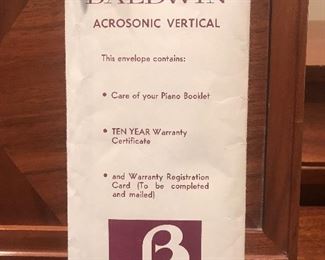 BALDWIN
ACROSONIC VERTICAL
This envelope contains:
• Care of your Piano Booklet
• TEN YEAR Warranty
Certificate
• and Warranty Registration
Card (To be completed
and mailed)
B